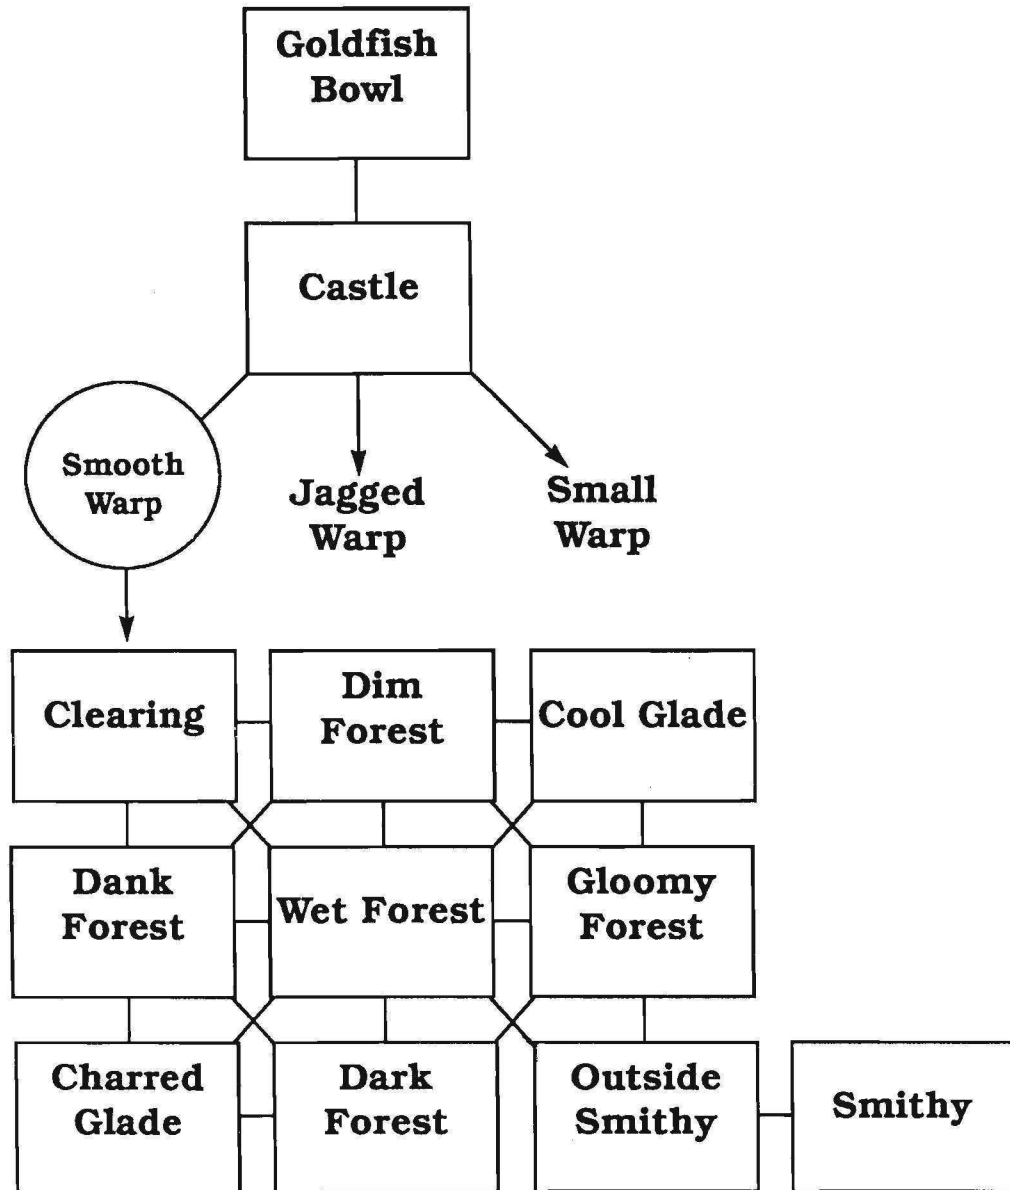 Goldfish
Bowl
Castle
Smooth
Warp
Jagged
Warp
Small
Warp
Clearing
Dim
Forest
Cool Glade
Dank
Forest
Wet Forest
Gloomy
Forest
Charred
Glade
Dark
Forest
Outside
Smithy
Smithy